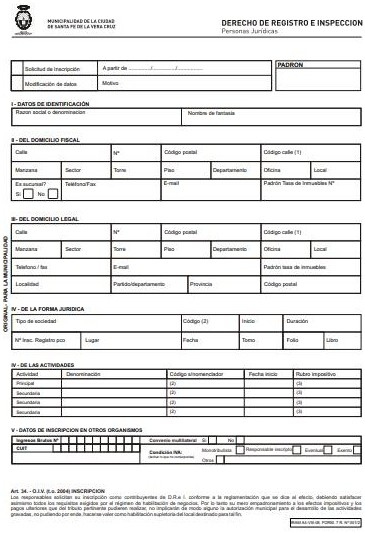 MUNICIPALIDAD DE LA CIUDAD
DE SANTA FE DE LA VERA CRUZ
DERECHO DE REGISTRO E INSPECCION
Personas Jurídicas
Solicitud de inscripción A partir de ............/............/..............
Modificación de datos Motivo
PADRON
I - DATOS DE IDENTIFICACIÓN
Razon social o denominacion Nombre de fantasia
II - DEL DOMICILIO FISCAL
Calle Nº Código postal Código calle (1)
Manzana Sector Torre Piso Departamento Oficina Local
Es sucursal? Teléfono/Fax E-mail Padrón Tasa de Inmuebles Nº
Si No
III- DEL DOMICILIO LEGAL
Calle Nº Código postal Código calle (1)
Manzana Sector Torre Piso Departamento Oficina Local
Telefono / fax E-mail Padrón tasa de inmuebles
Localidad Partido/departamento Provincia Código postal
ORIGINAL- PARA LA MUNICIPALIDAD
IV - DE LA FORMA JURIDICA
Tipo de sociedad Código (2) Inicio Duración
Nº Insc. Registro pco Lugar Fecha Tomo Folio Libro
IV - DE LAS ACTIVIDADES
Actividad Denominación Código s/nomenclador Fecha inicio Rubro impositivo
Principal (2) (3)
Secundaria (2) (3)
Secundaria (2) (3)
Secundaria (2) (3)
V - DATOS DE INSCRIPCION EN OTROS ORGANISMOS
Ingresos Brutos Nº Convenio multilateral Si No
CUIT Condición IVA: Monotributista Responsable inscripto Eventual Exento
Otros
Art. 34. - O.I.V. (t.o. 2004) INSCRIPCION
Los responsables solicitar su inscripción como contribuyentes de D.R.e I. conforme a la reglamentación que se dice al efecto, debiendo satisfacer
asimismo todos los requisitos exigidos por el régimen de habilitación de negocios. Por lo tanto el mero empadronamiento a los efectos impositivos y los
pagos ulteriores que del tributo pertinente pudieran realizar, no implicarán de modo alguno la autorización municipal para el desarrollo de las actividades
gravadas, no pudiendo por ende, hacerse valer como habilitación supletoria del local destinado para tal fin.